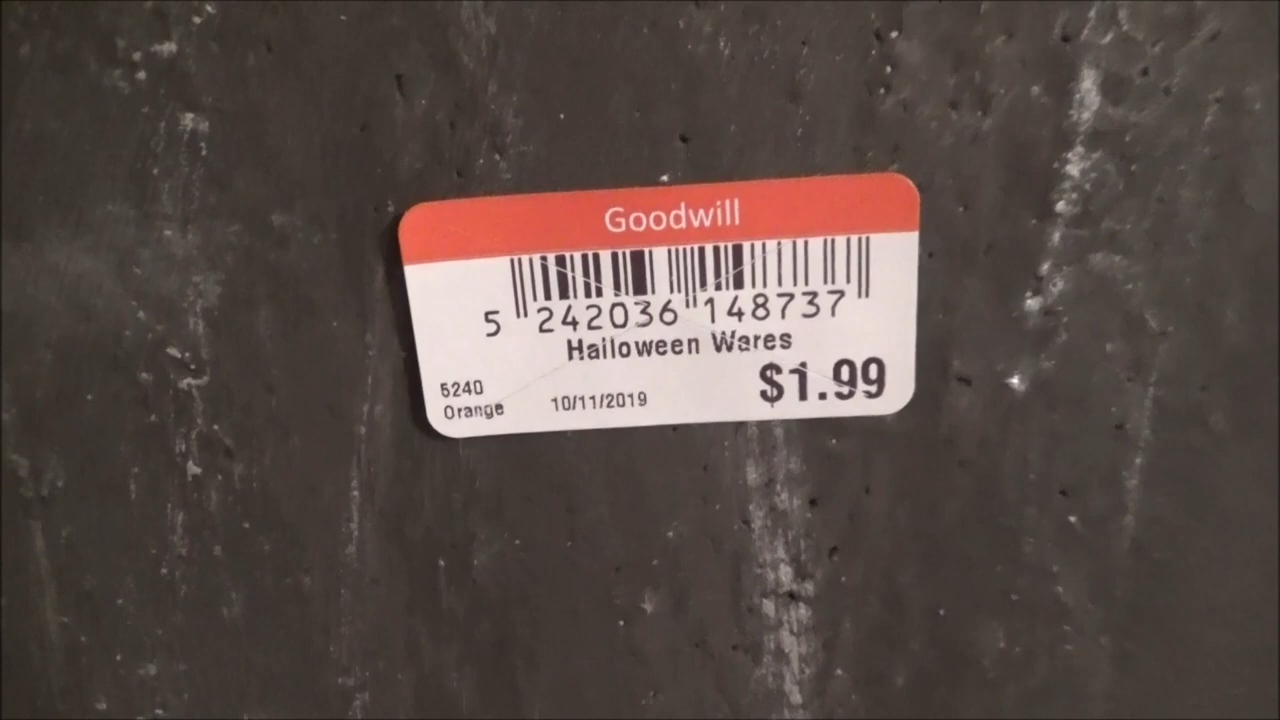 Goodwill
5 242036 148737
Halloween Wares
$1.99
5240
Orange
10/11/2019